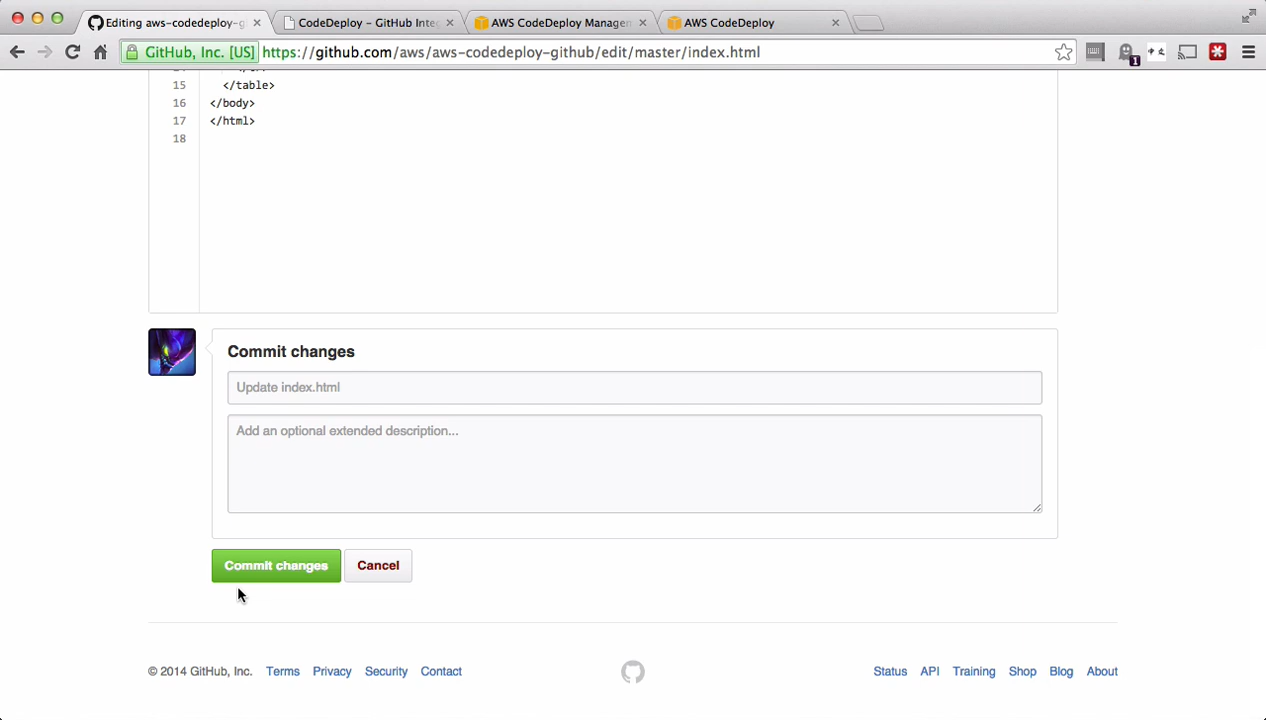 Editing aws-codedeploy-g
CodeDeploy – GitHub Inte
AWS CodeDeploy Managem
AWS CodeDeploy
GitHub, Inc. [US] https://github.com/aws/aws-codedeploy-github/edit/master/index.html
1
15 </table>
16 </body>
17 </html>
18
Commit changes
Update index.html
Add an optional extended description...
Commit changes Cancel
© 2014 GitHub, Inc. Terms Privacy Security Contact Status API Training Shop Blog About